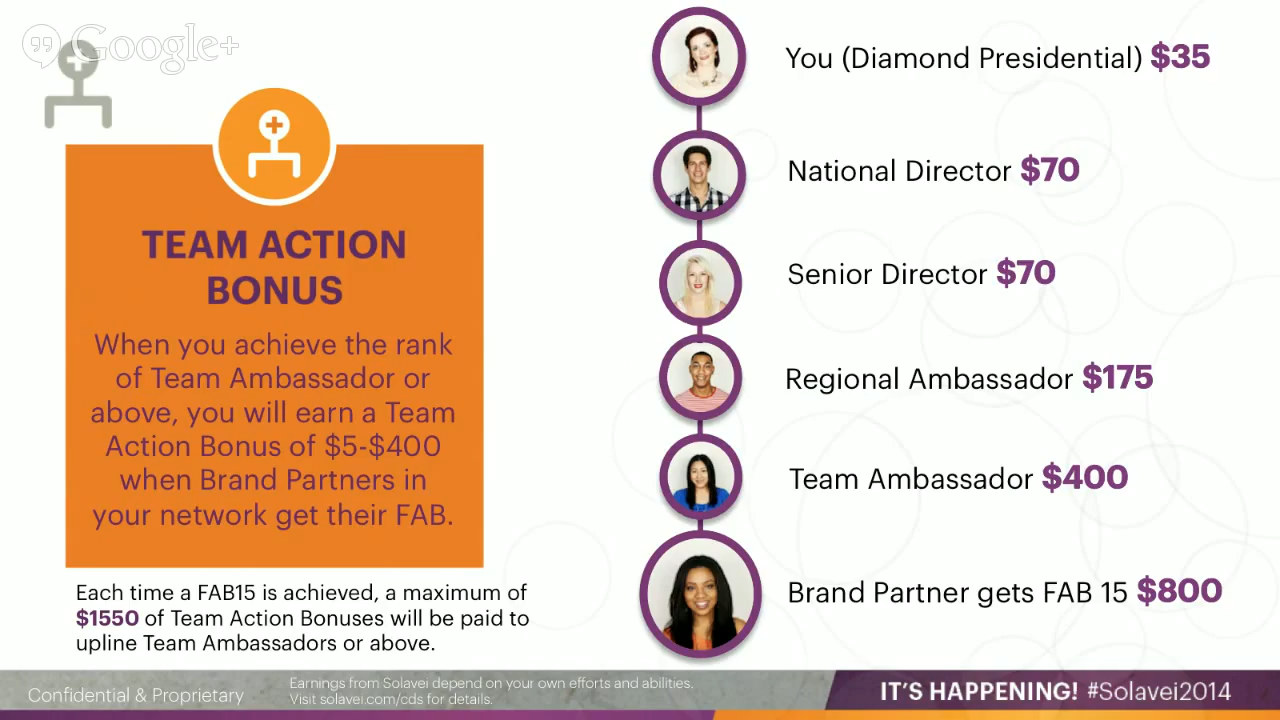 Google+
TEAM ACTION
BONUS
When you achieve the rank
of Team Ambassador or
above, you will earn a Team
Action Bonus of $5-$400
when Brand Partners in
your network get their FAB.
Each time a FAB15 is achieved, a maximum of
$1550 of Team Action Bonuses will be paid to
upline Team Ambassadors or above.
You (Diamond Presidential) $35
National Director $70
Senior Director $70
Regional Ambassador $175
Team Ambassador $400
Brand Partner gets FAB 15 $800
Confidential & Proprietary
Earnings from Solavei depend on your own efforts and abilities.
Visit solavei.com/cds for details.
IT'S HAPPENING! #Solavei2014